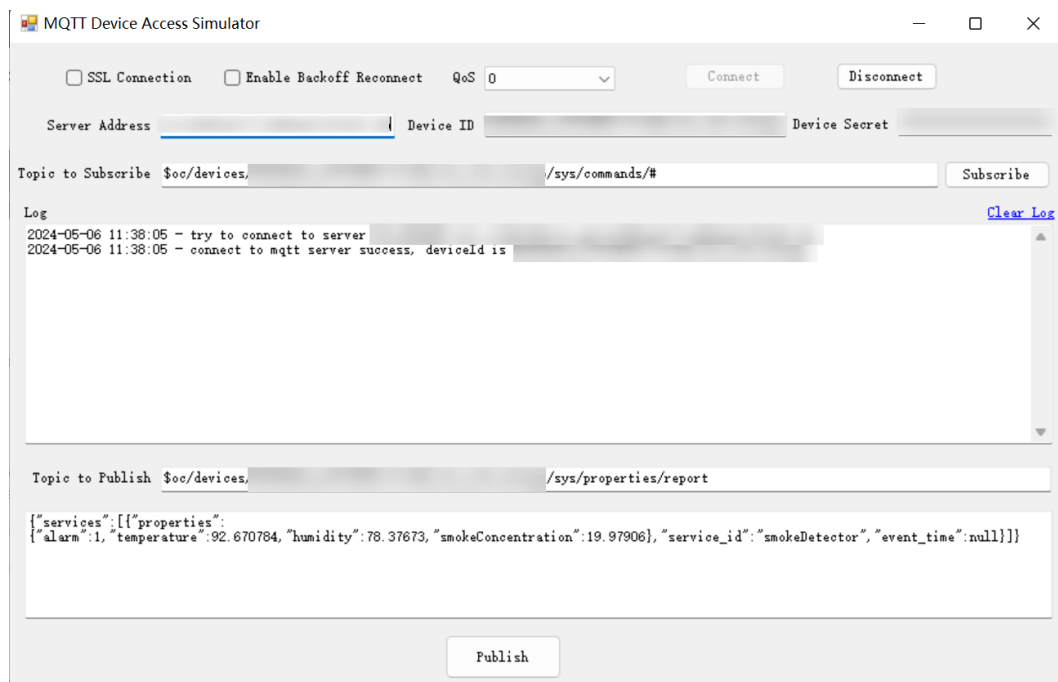 MQTT Device Access Simulator
SSL Connection Enable Backoff Reconnect QoS 0 Connect Disconnect
Server Address Device ID Device Secret
Topic to Subscribe $oc/devices/ /sys/commands/# Subscribe
Log Clear Log
2024-05-06 11:38:05 - try to connect to server
2024-05-06 11:38:05 - connect to mqtt server success, deviceId is
Topic to Publish $oc/devices/ /sys/properties/report
{"services":[{"properties":
{"alarm":1,"temperature":92.670784,"humidity":78.37673,"smokeConcentration":19.97906},"service_id":"smokeDetector","event_time":null}]}
Publish